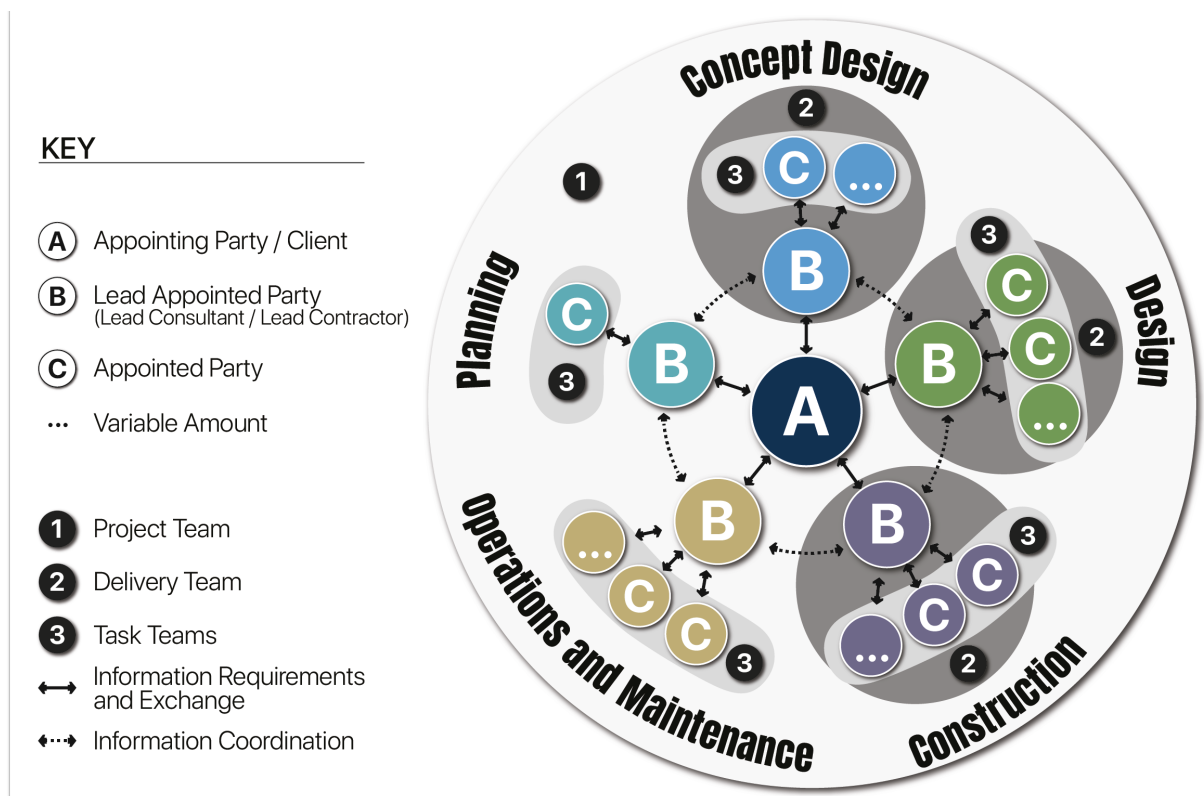 KEY
A Appointing Party / Client
B Lead Appointed Party
(Lead Consultant / Lead Contractor)
C Appointed Party
... Variable Amount
1 Project Team
2 Delivery Team
3 Task Teams
Information Requirements
and Exchange
Information Coordination
1
Concept Design
2
3 C ...
B
Planning
C
3
B
A
Design
3
C
B C 2
...
Operations and Maintenance
B
...
C
C
3
Construction
B
3
C
C
...
2